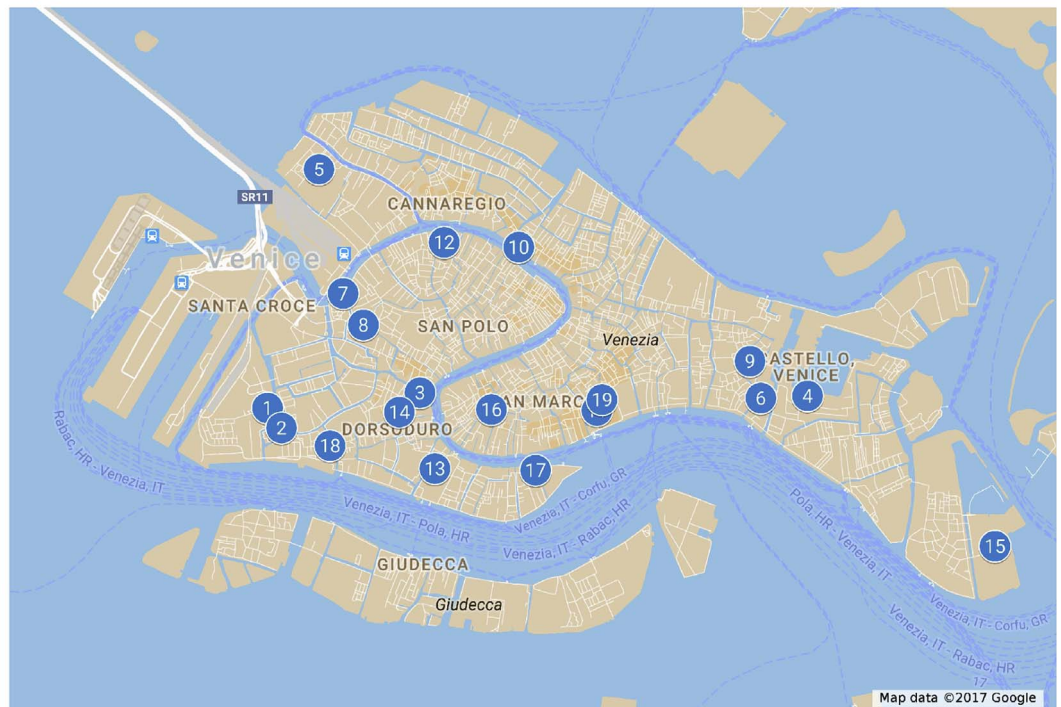 5
SR11
CANNAREGIO
12
10
Venice
7
SANTA CROCE
8
SAN POLO
Venezia
9
CASTELLO,
VENICE
6
4
3
1
14
16
AN MARC
19
2
DORSODURO
18
13
17
Rabac, HR - Venezia, IT
Venezia, IT - Pola, HR
Venezia, IT - Corfu, GR
Venezia, IT - Rabac, HR
Pola, HR - Venezia, IT
15
GIUDECCA
Giudecca
Venezia, IT - Corfu, GR
Venezia, IT - Rabac, HR
17
Map data ©2017 Google